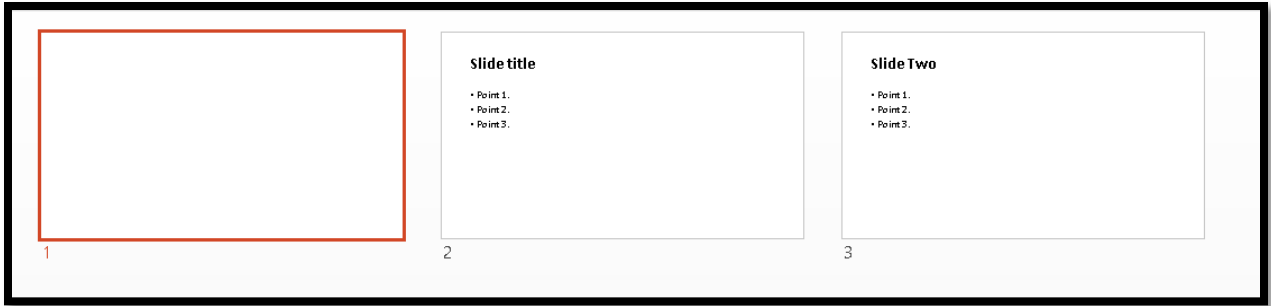 Slide title
• Point 1.
• Point 2.
• Point 3.
Slide Two
• Point 1.
• Point 2.
• Point 3.
1
2
3